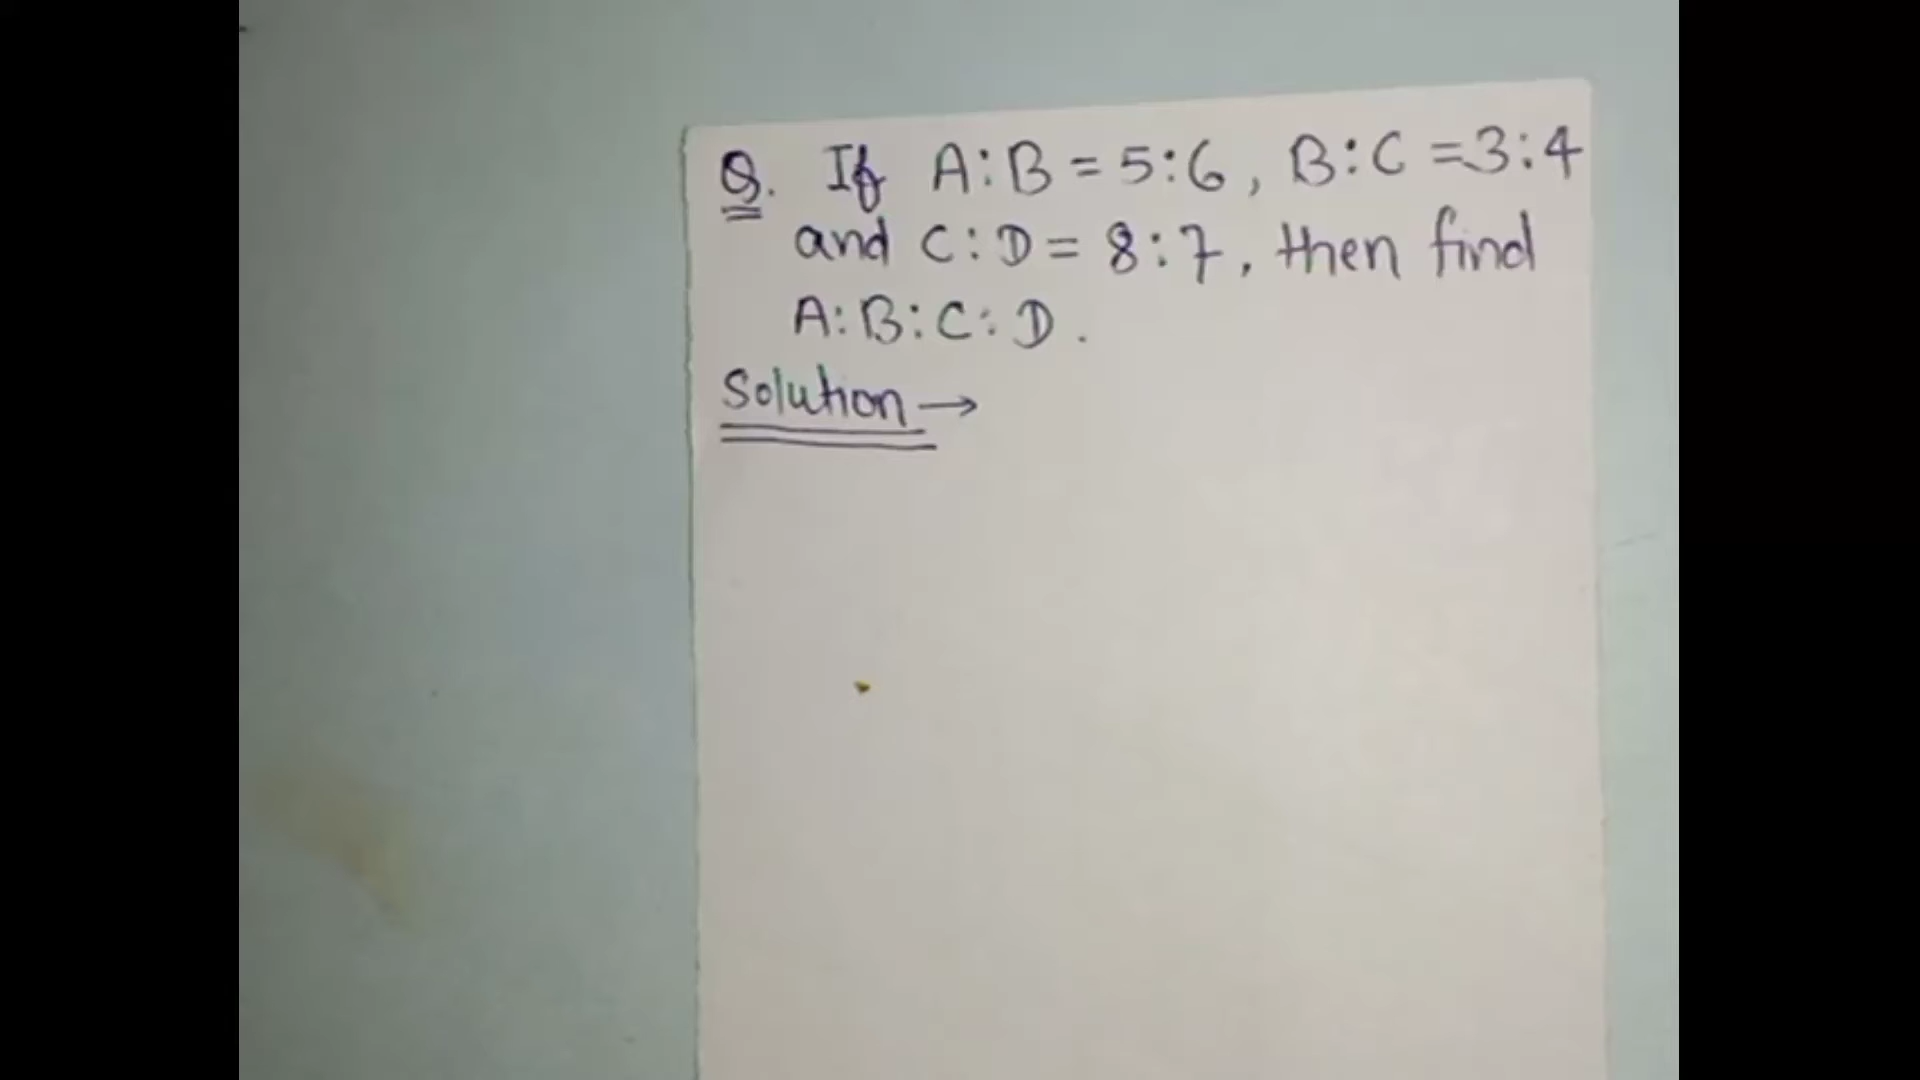 Q. If A:B = 5:6, B:C =3:4
and C:D = 8:7, then find
A:B:C:D.
Solution →